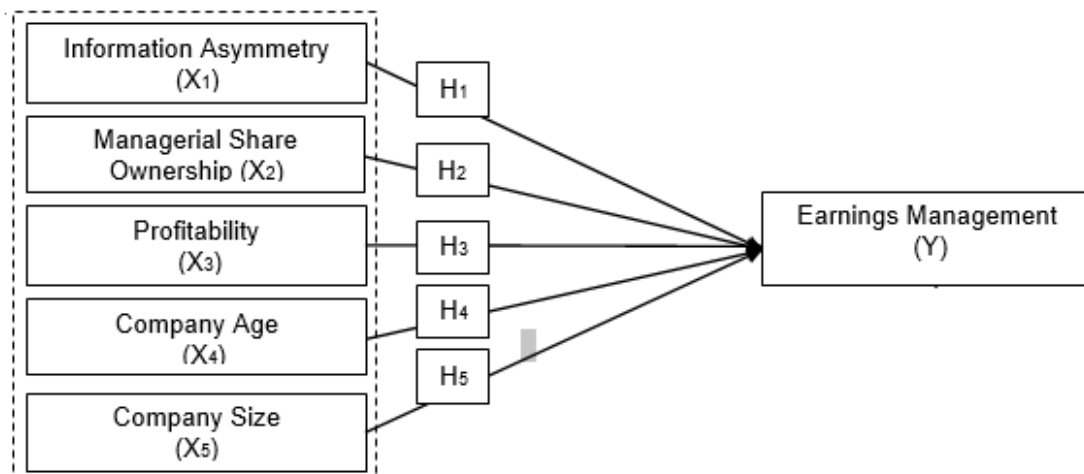 Information Asymmetry
(X1)
H1
Managerial Share
Ownership (X2)
H2
Profitability
(X3)
H3
Earnings Management
(Y)
Company Age
(X4)
H4
H5
Company Size
(X5)